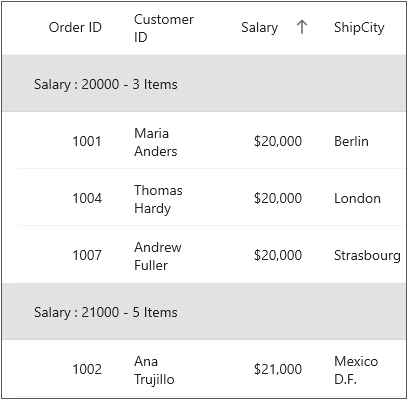 Order ID Customer ID Salary ShipCity
Salary : 20000 - 3 Items
1001 Maria Anders $20,000 Berlin
1004 Thomas Hardy $20,000 London
1007 Andrew Fuller $20,000 Strasbourg
Salary : 21000 - 5 Items
1002 Ana Trujillo $21,000 Mexico D.F.